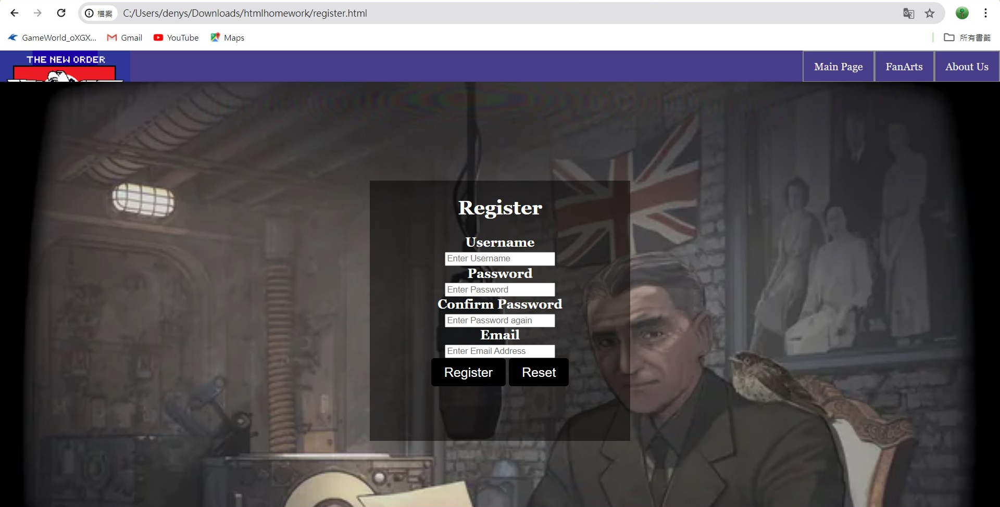 檔案 C:/Users/denys/Downloads/htmlhomework/register.html
GameWorld_oXGX... Gmail YouTube Maps 所有書籤
THE NEW ORDER
Main Page FanArts About Us
Register
Username
Enter Username
Password
Enter Password
Confirm Password
Enter Password again
Email
Enter Email Address
Register Reset